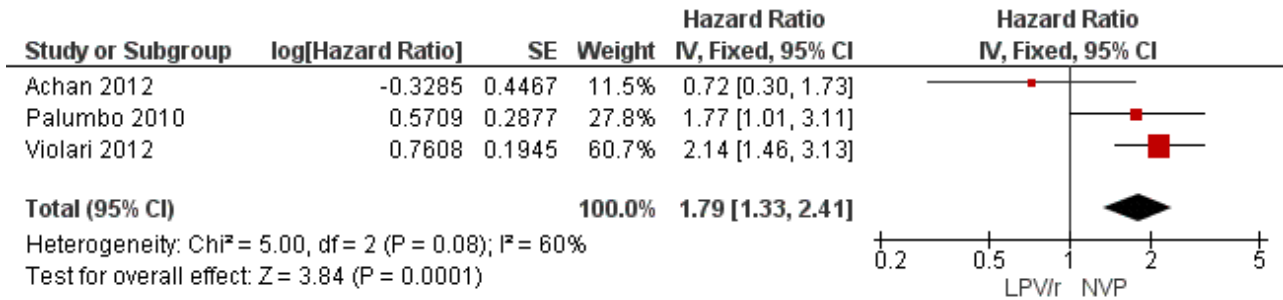 Hazard Ratio Hazard Ratio
Study or Subgroup log[Hazard Ratio] SE Weight IV, Fixed, 95% CI IV, Fixed, 95% CI
Achan 2012 -0.3285 0.4467 11.5% 0.72 [0.30, 1.73]
Palumbo 2010 0.5709 0.2877 27.8% 1.77 [1.01, 3.11]
Violari 2012 0.7608 0.1945 60.7% 2.14 [1.46, 3.13]
Total (95% CI) 100.0% 1.79 [1.33, 2.41]
Heterogeneity: Chi² = 5.00, df = 2 (P = 0.08); I² = 60%
Test for overall effect: Z = 3.84 (P = 0.0001)
0.2 0.5 1 2 5
LPV/r NVP